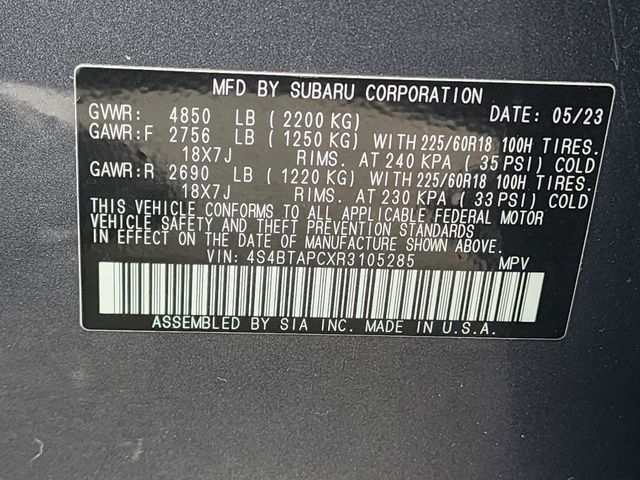 MFD BY SUBARU CORPORATION
GVWR: 4850 LB ( 2200 KG) DATE: 05/23
GAWR:F 2756 LB ( 1250 KG) WITH 225/60R18 100H TIRES.
18X7J RIMS. AT 240 KPA ( 35 PSI) COLD
GAWR:R 2690 LB ( 1220 KG) WITH 225/60R18 100H TIRES.
18X7J RIMS. AT 230 KPA ( 33 PSI) COLD
THIS VEHICLE CONFORMS TO ALL APPLICABLE FEDERAL MOTOR
VEHICLE SAFETY AND THEFT PREVENTION STANDARDS
IN EFFECT ON THE DATE OF MANUFACTURE SHOWN ABOVE.
VIN: 4S4BTAPCXR3105285 MPV
ASSEMBLED BY SIA INC. MADE IN U.S.A.